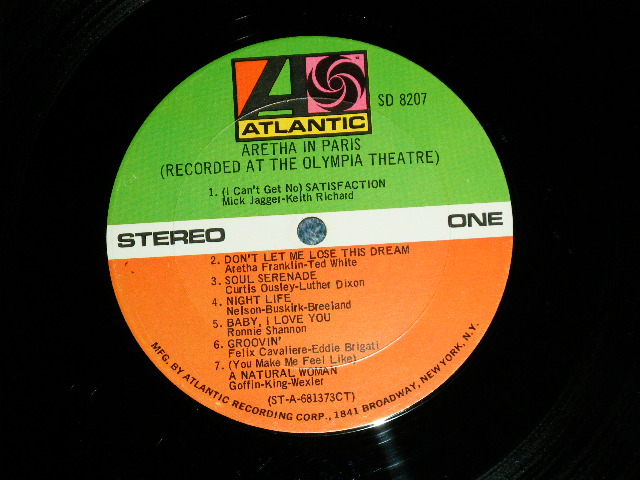 ATLANTIC
SD 8207
ARETHA IN PARIS
(RECORDED AT THE OLYMPIA THEATRE)
1. (I Can't Get No) SATISFACTION
Mick Jagger-Keith Richard
STEREO
ONE
2. DON'T LET ME LOSE THIS DREAM
Aretha Franklin-Ted White
3. SOUL SERENADE
Curtis Ousley-Luther Dixon
4. NIGHT LIFE
Nelson-Buskirk-Breeland
5. BABY, I LOVE YOU
Ronnie Shannon
6. GROOVIN'
Felix Cavaliere-Eddie Brigati
7. (You Make Me Feel Like)
A NATURAL WOMAN
Goffin-King-Wexler
(ST-A-681373CT)
MFG. BY ATLANTIC RECORDING CORP., 1841 BROADWAY, NEW YORK, N.Y.